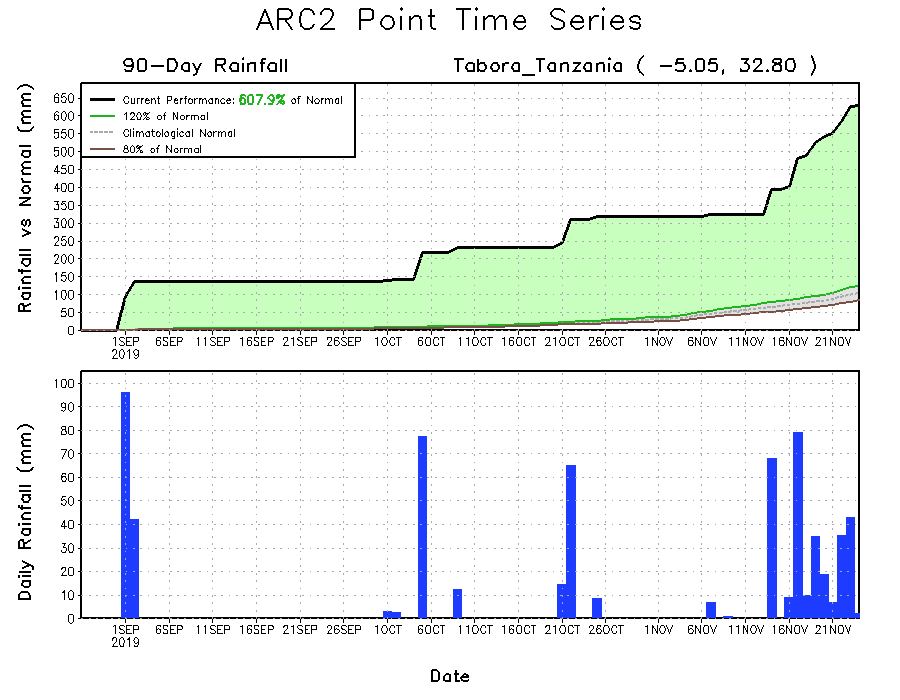 ARC2 Point Time Series
90-Day Rainfall
Tabora_Tanzania ( -5.05, 32.80 )
Rainfall vs Normal (mm)
650
600
550
500
450
400
350
300
250
200
150
100
50
0
Current Performance: 607.9% of Normal
120% of Normal
Climatological Normal
80% of Normal
1SEP 6SEP 11SEP 16SEP 21SEP 26SEP 1OCT 6OCT 11OCT 16OCT 21OCT 26OCT 1NOV 6NOV 11NOV 16NOV 21NOV
2019
Daily Rainfall (mm)
100
90
80
70
60
50
40
30
20
10
0
1SEP 6SEP 11SEP 16SEP 21SEP 26SEP 1OCT 6OCT 11OCT 16OCT 21OCT 26OCT 1NOV 6NOV 11NOV 16NOV 21NOV
2019
Date